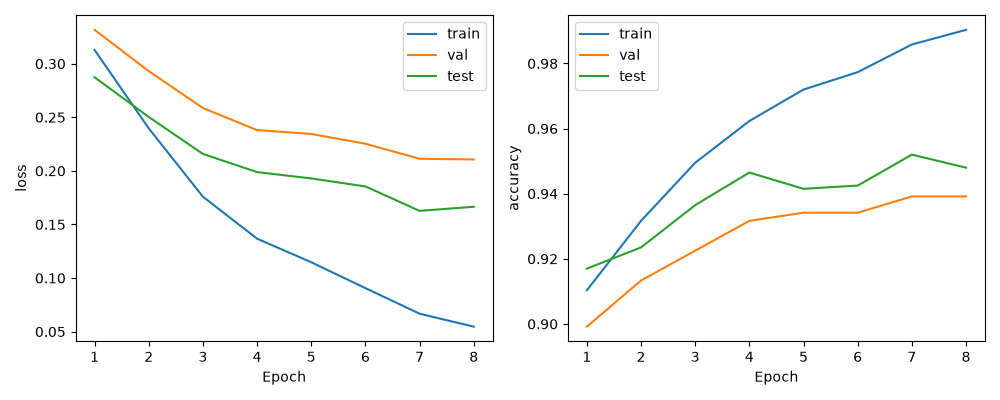 loss
0.30
0.25
0.20
0.15
0.10
0.05
1 2 3 4 5 6 7 8
Epoch
train
val
test
accuracy
0.98
0.96
0.94
0.92
0.90
1 2 3 4 5 6 7 8
Epoch
train
val
test